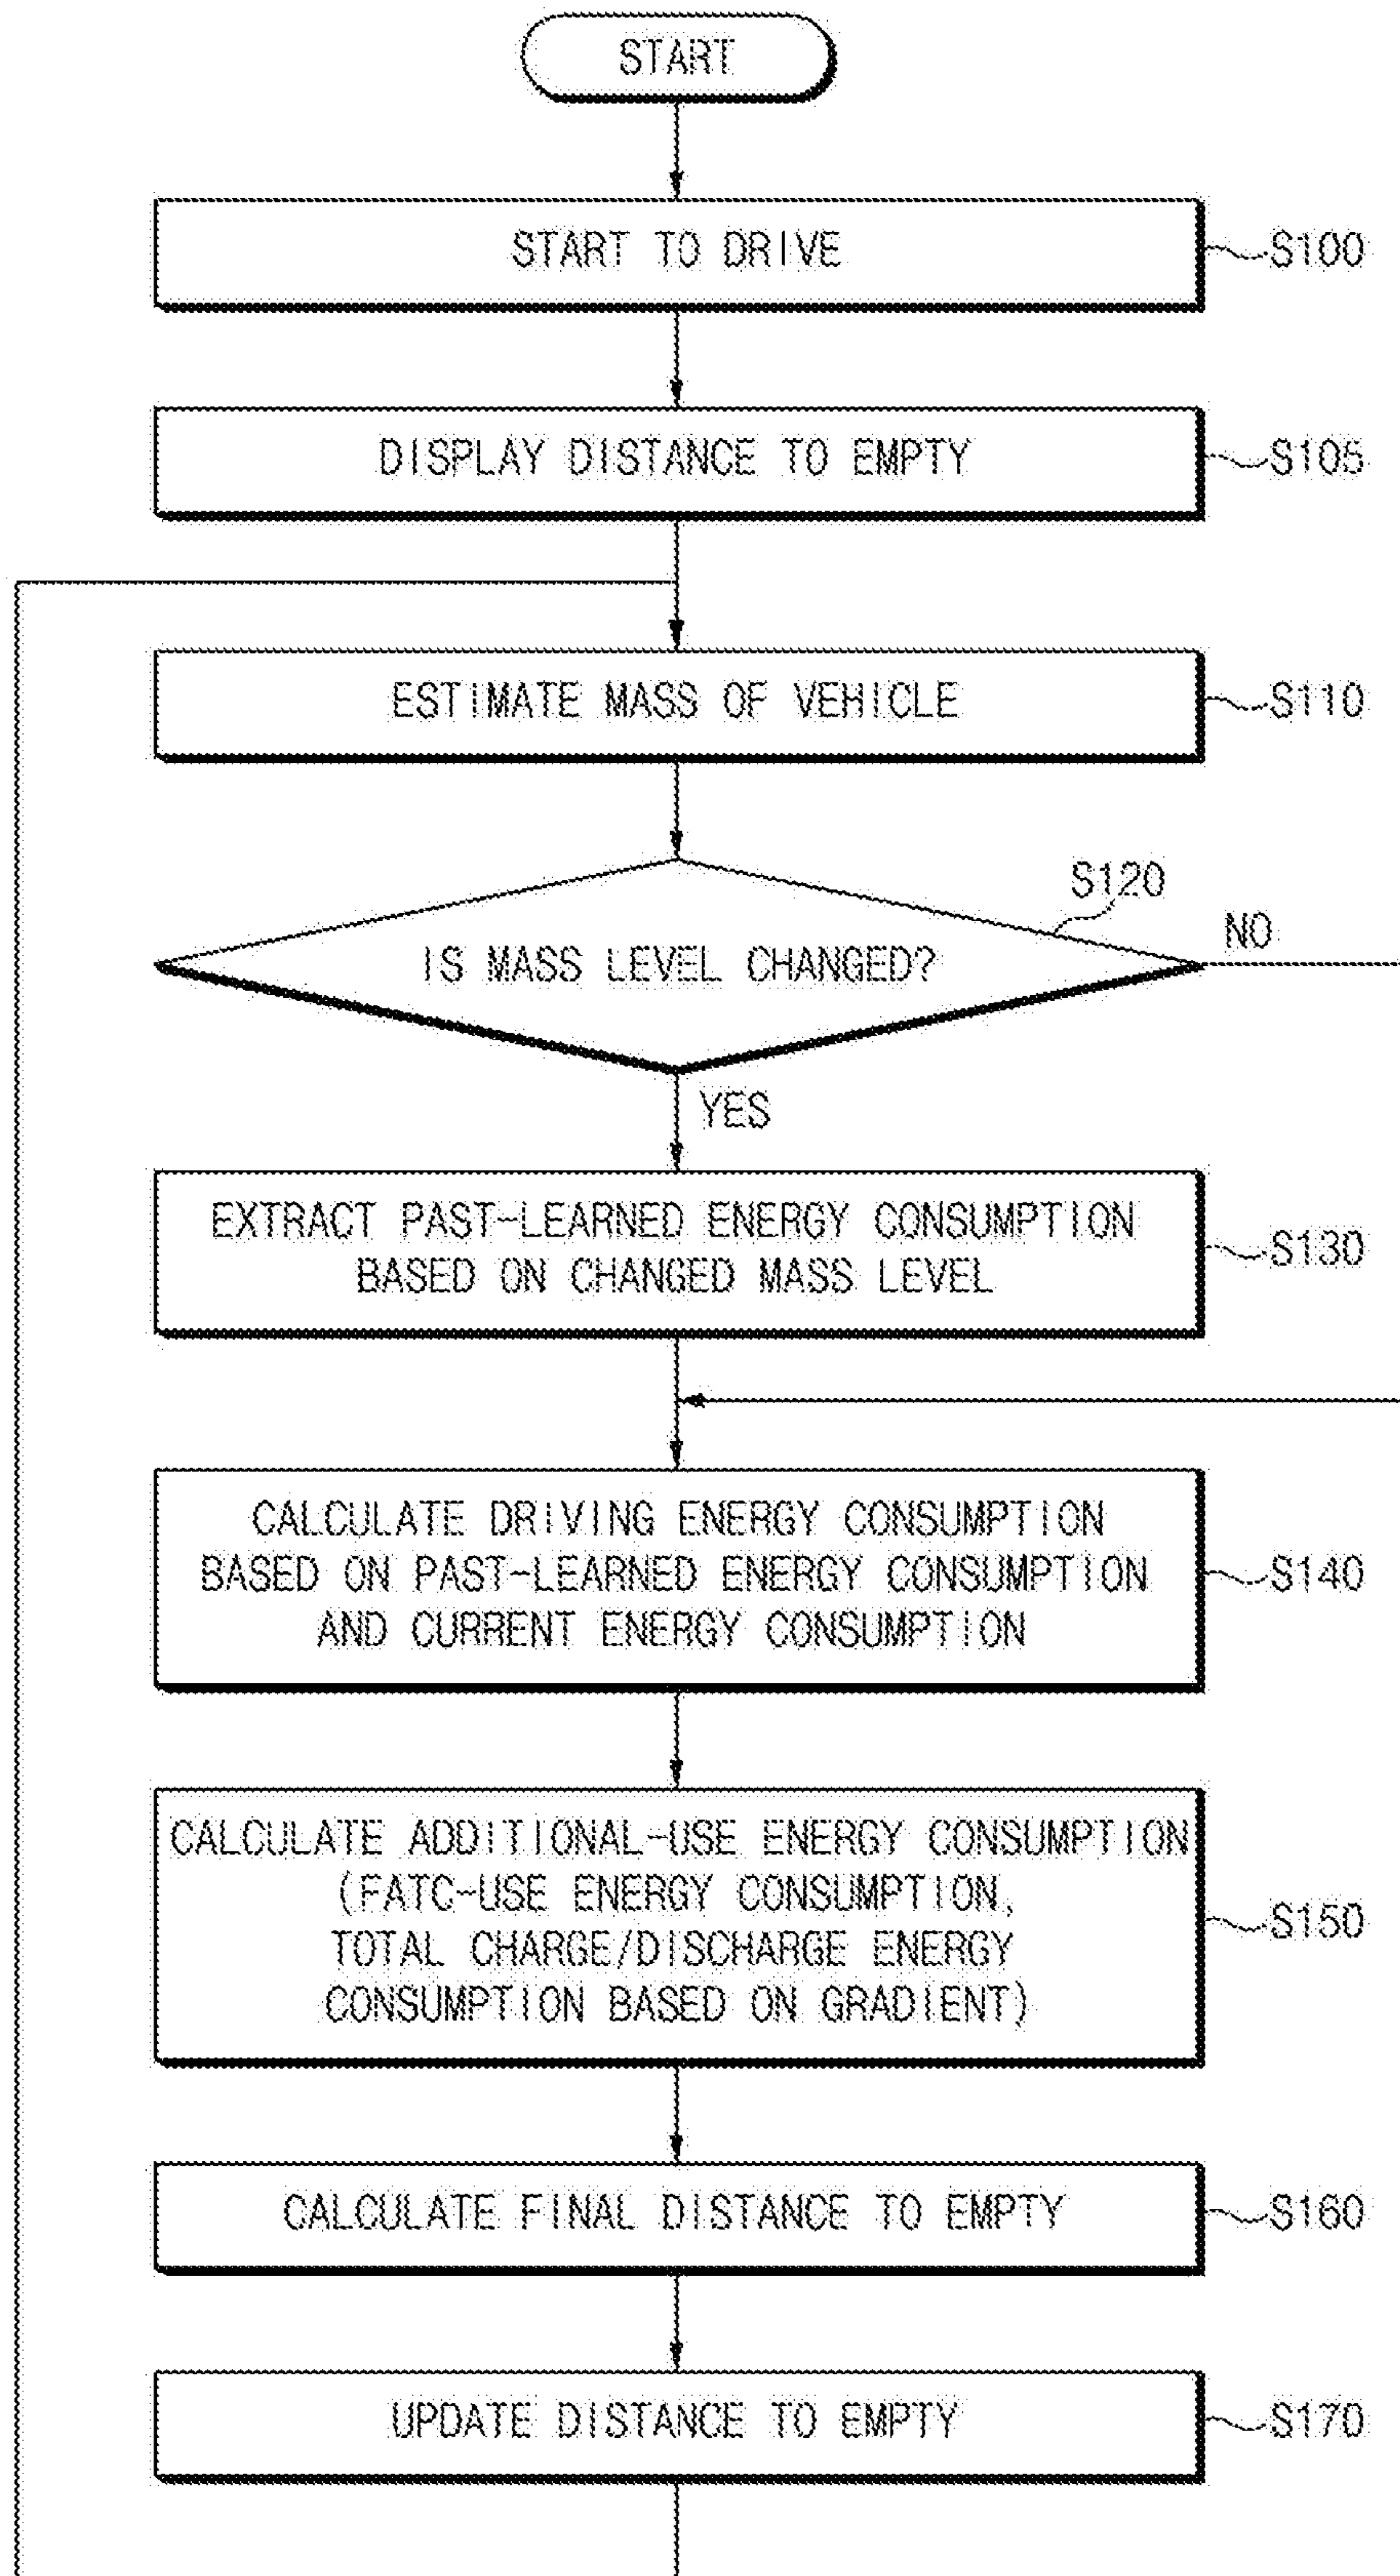 START
START TO DRIVE
S100
DISPLAY DISTANCE TO EMPTY
S105
ESTIMATE MASS OF VEHICLE
S110
S120
IS MASS LEVEL CHANGED?
NO
YES
EXTRACT PAST-LEARNED ENERGY CONSUMPTION
BASED ON CHANGED MASS LEVEL
S130
CALCULATE DRIVING ENERGY CONSUMPTION
BASED ON PAST-LEARNED ENERGY CONSUMPTION
AND CURRENT ENERGY CONSUMPTION
S140
CALCULATE ADDITIONAL-USE ENERGY CONSUMPTION
(FATC-USE ENERGY CONSUMPTION,
TOTAL CHARGE/DISCHARGE ENERGY
CONSUMPTION BASED ON GRADIENT)
S150
CALCULATE FINAL DISTANCE TO EMPTY
S160
UPDATE DISTANCE TO EMPTY
S170